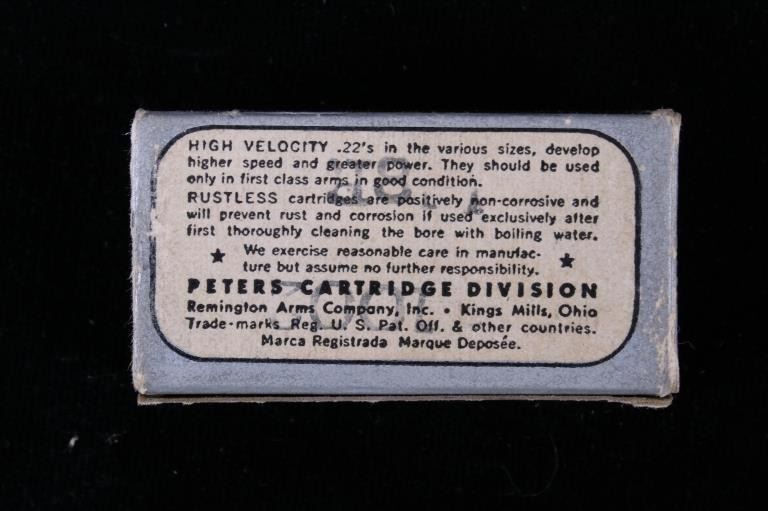 HIGH VELOCITY .22's in the various sizes, develop
higher speed and greater power. They should be used
only in first class arms in good condition.
RUSTLESS cartridges are positively non-corrosive and
will prevent rust and corrosion if used exclusively after
first thoroughly cleaning the bore with boiling water.
★ We exercise reasonable care in manufac- ★
ture but assume no further responsibility.
PETERS CARTRIDGE DIVISION
Remington Arms Company, Inc. • Kings Mills, Ohio
Trade-marks Reg. U. S. Pat. Off. & other countries.
Marca Registrada Marque Deposée.